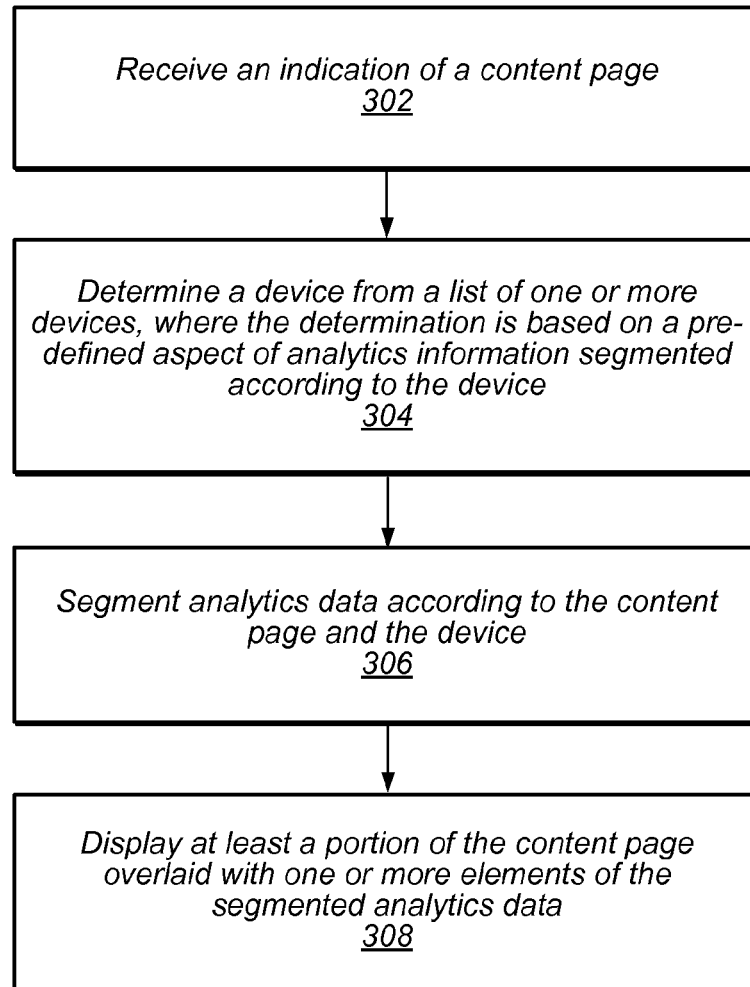 Receive an indication of a content page
302
Determine a device from a list of one or more
devices, where the determination is based on a pre-
defined aspect of analytics information segmented
according to the device
304
Segment analytics data according to the content
page and the device
306
Display at least a portion of the content page
overlaid with one or more elements of the
segmented analytics data
308